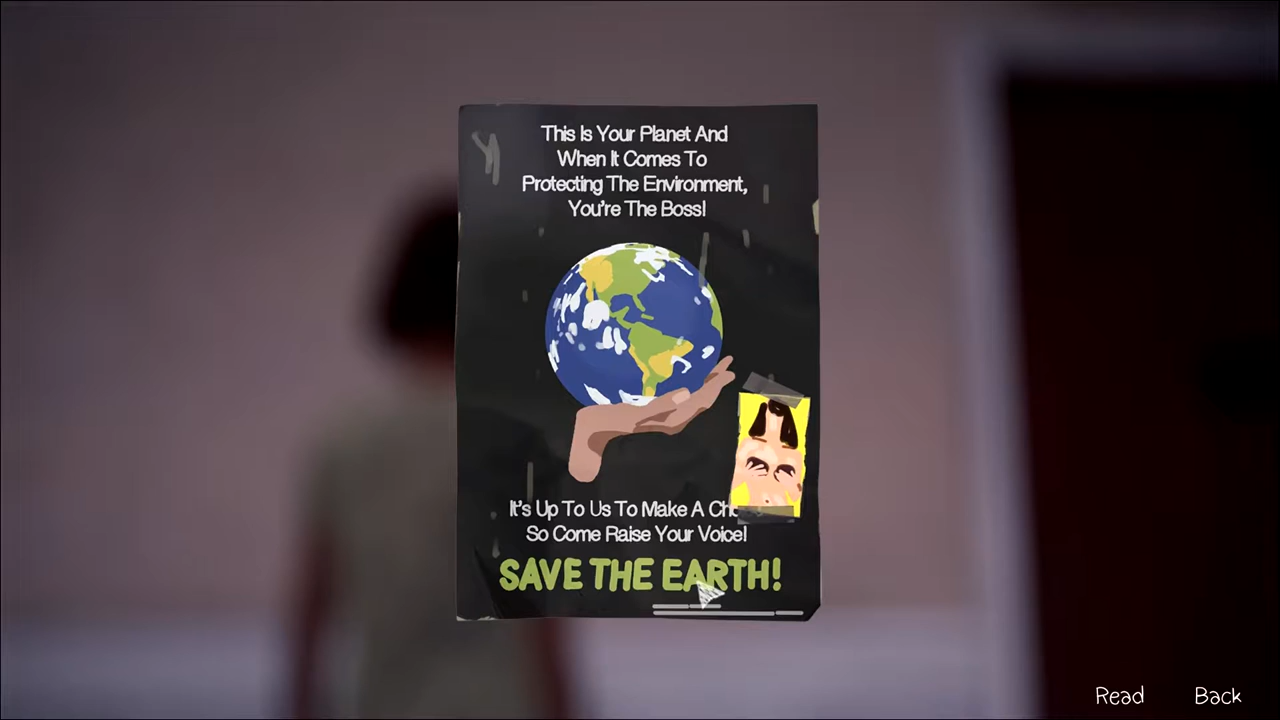 This Is Your Planet And
When It Comes To
Protecting The Environment,
You're The Boss!
It's Up To Us To Make A
So Come Raise Your Voice!
SAVE THE EARTH!
Read
Back